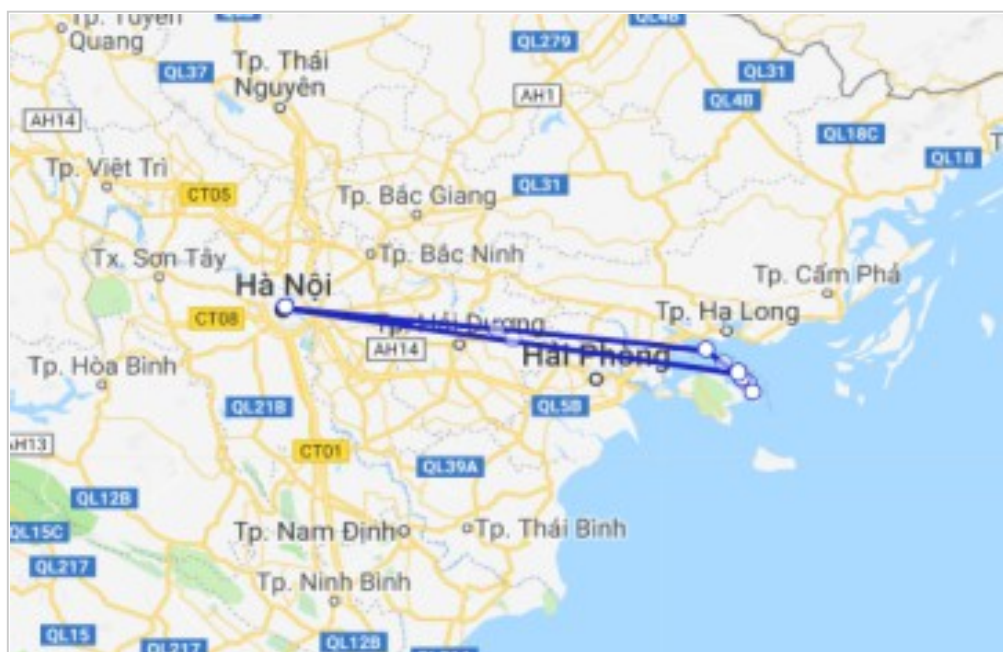 Tp. Tuyên
Quang
QL4B
QL279
QL31
QL37
Tp. Thái
Nguyên
AH1
QL4B
AH14
QL18C
QL18
Tp. Việt Trì
CT05
QL31
Tp. Bắc Giang
Tx. Sơn Tây
Tp. Bắc Ninh
Hà Nội
Tp. Cẩm Phả
CT08
Tp. Hải Dương
Tp. Hạ Long
AH14
Hải Phòng
Tp. Hòa Bình
QL21B
QL5B
AH13
CT01
QL39A
QL12B
QL15C
Tp. Nam Định
Tp. Thái Bình
QL217
Tp. Ninh Bình
QL15
QL217
QL12B